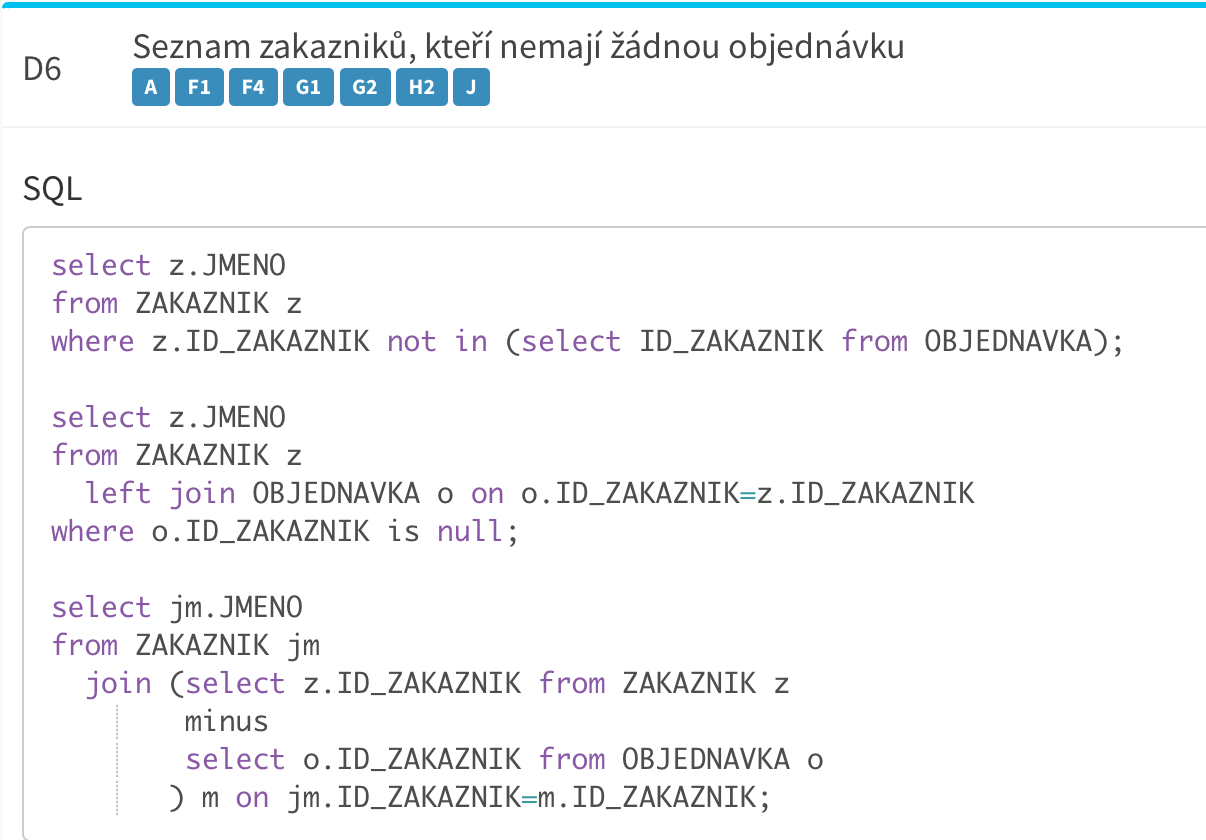 D6
Seznam zakazniků, kteří nemají žádnou objednávku
A F1 F4 G1 G2 H2 J
SQL
select z.JMENO
from ZAKAZNIK z
where z.ID_ZAKAZNIK not in (select ID_ZAKAZNIK from OBJEDNAVKA);

select z.JMENO
from ZAKAZNIK z
  left join OBJEDNAVKA o on o.ID_ZAKAZNIK=z.ID_ZAKAZNIK
where o.ID_ZAKAZNIK is null;

select jm.JMENO
from ZAKAZNIK jm
  join (select z.ID_ZAKAZNIK from ZAKAZNIK z
        minus
        select o.ID_ZAKAZNIK from OBJEDNAVKA o
       ) m on jm.ID_ZAKAZNIK=m.ID_ZAKAZNIK;